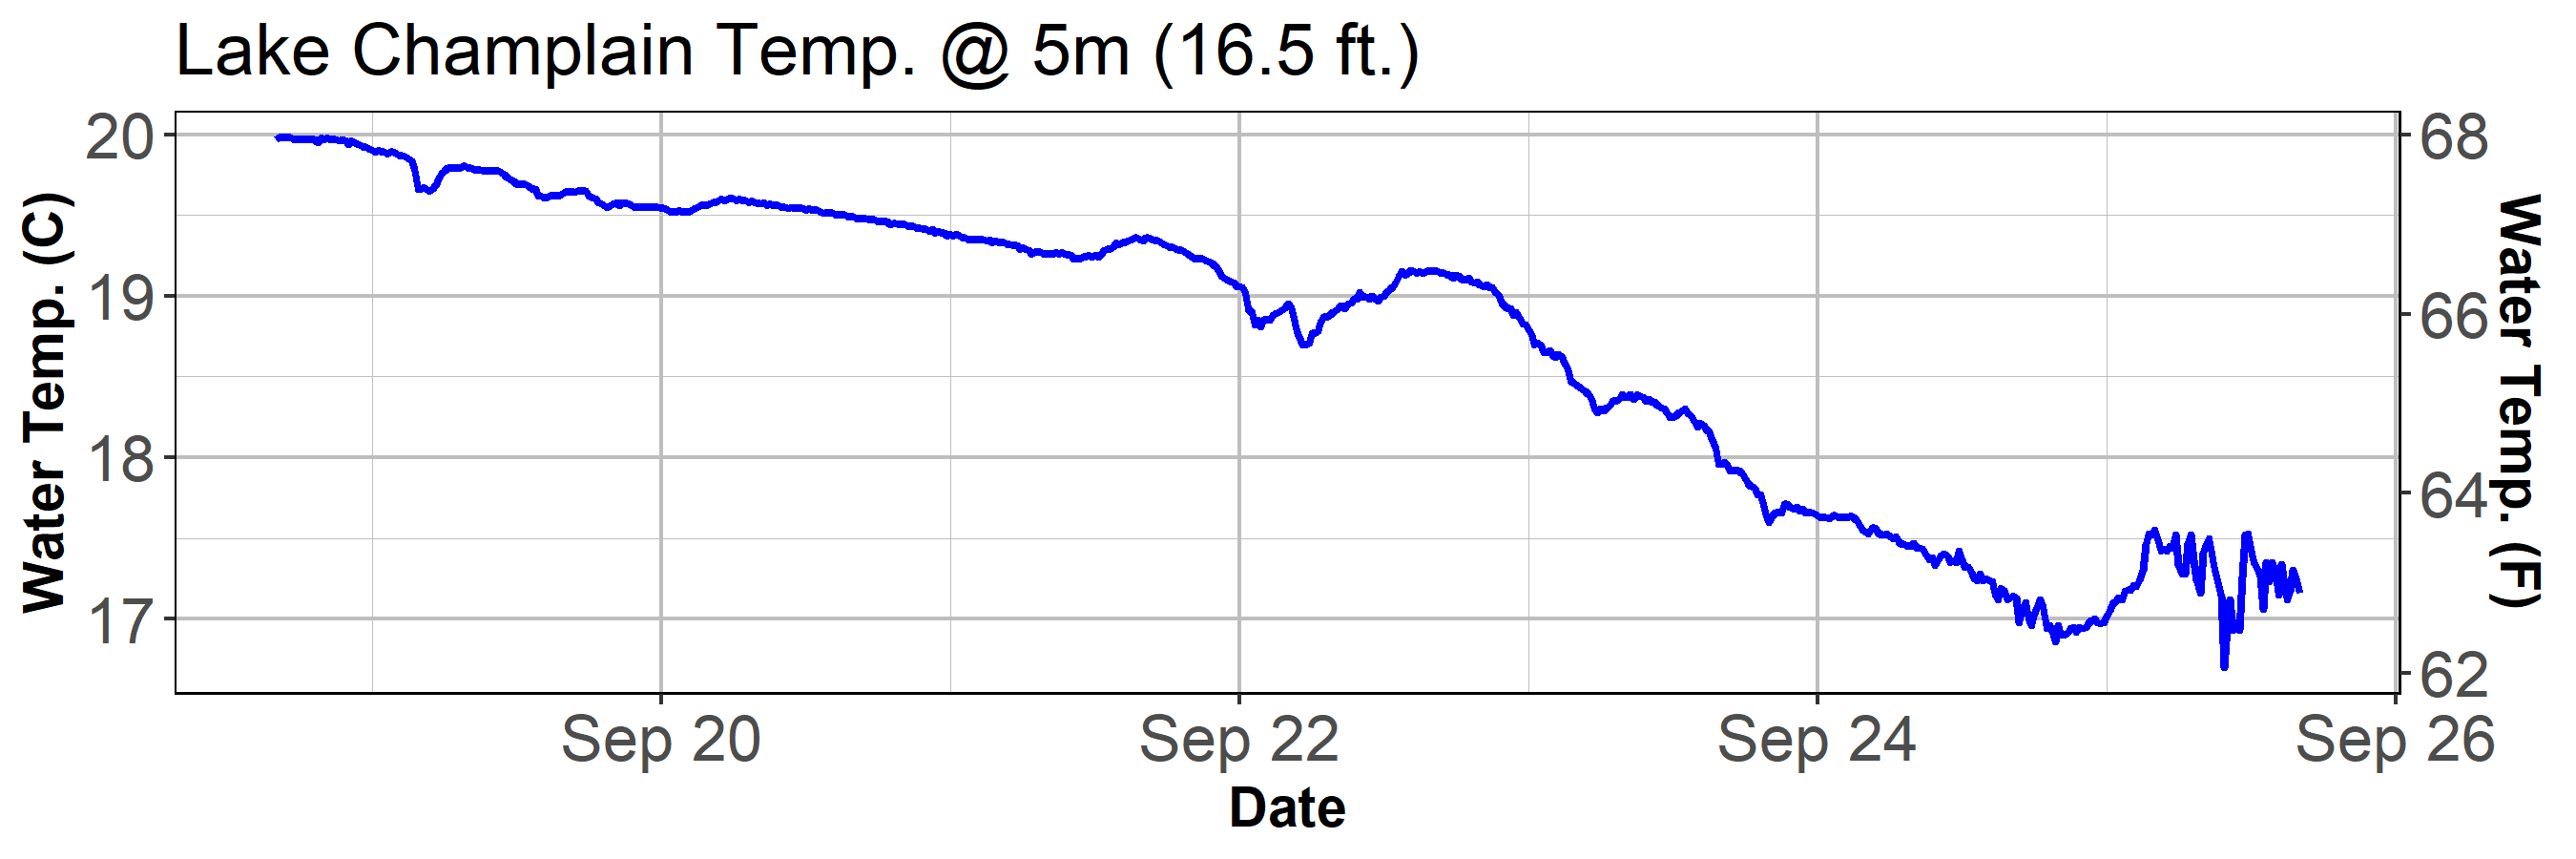 Lake Champlain Temp. @ 5m (16.5 ft.)
Water Temp. (C)
20
19
18
17
68
66
64
62
Water Temp. (F)
Sep 20 Sep 22 Sep 24 Sep 26
Date